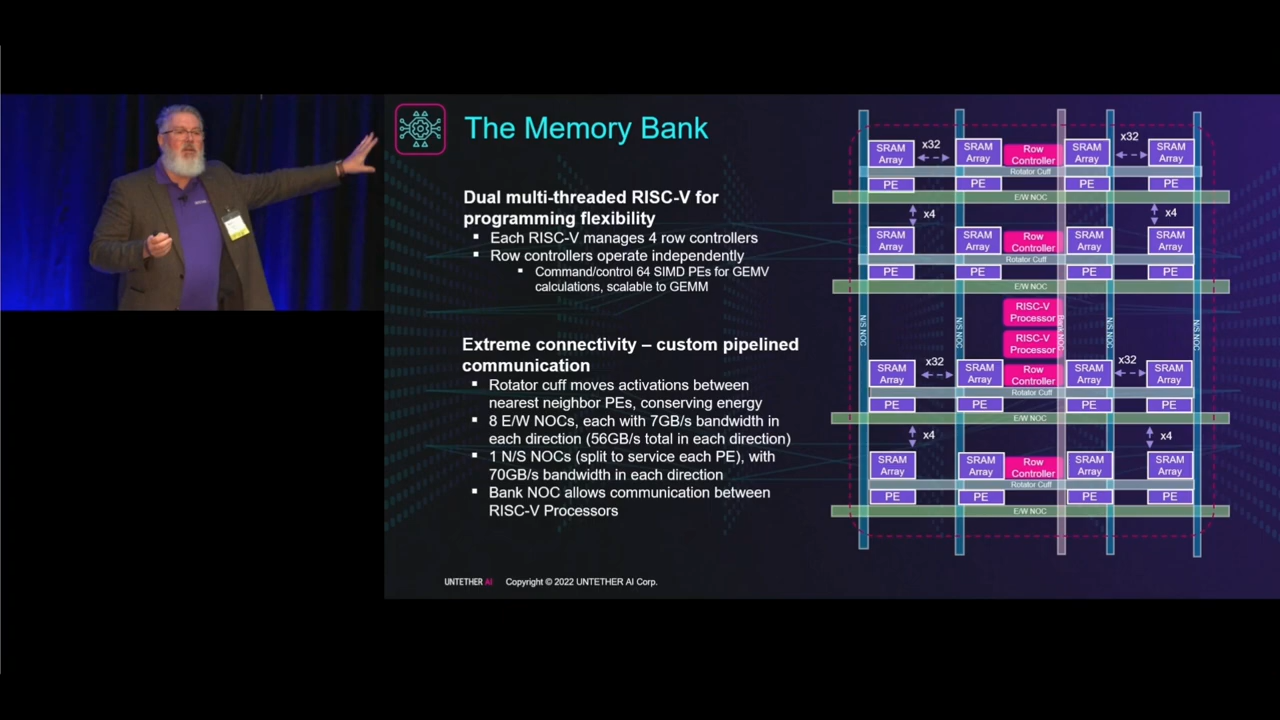 The Memory Bank
Dual multi-threaded RISC-V for
programming flexibility
Each RISC-V manages 4 row controllers
Row controllers operate independently
Command/control 64 SIMD PEs for GEMV
calculations, scalable to GEMM
Extreme connectivity – custom pipelined
communication
Rotator cuff moves activations between
nearest neighbor PEs, conserving energy
8 E/W NOCs, each with 7GB/s bandwidth in
each direction (56GB/s total in each direction)
1 N/S NOCs (split to service each PE), with
70GB/s bandwidth in each direction
Bank NOC allows communication between
RISC-V Processors
UNTETHER AI Copyright © 2022 UNTETHER AI Corp.
SRAM Array x32 SRAM Array Row Controller SRAM Array x32 SRAM Array
Rotator Cuff
PE PE PE PE
E/W NOC
x4 x4
SRAM Array SRAM Array Row Controller SRAM Array SRAM Array
Rotator Cuff
PE PE PE PE
E/W NOC
RISC-V Processor
RISC-V Processor
N/S NOC N/S NOC Bank NOC N/S NOC N/S NOC
SRAM Array x32 SRAM Array Row Controller SRAM Array x32 SRAM Array
Rotator Cuff
PE PE PE PE
E/W NOC
x4 x4
SRAM Array SRAM Array Row Controller SRAM Array SRAM Array
Rotator Cuff
PE PE PE PE
E/W NOC